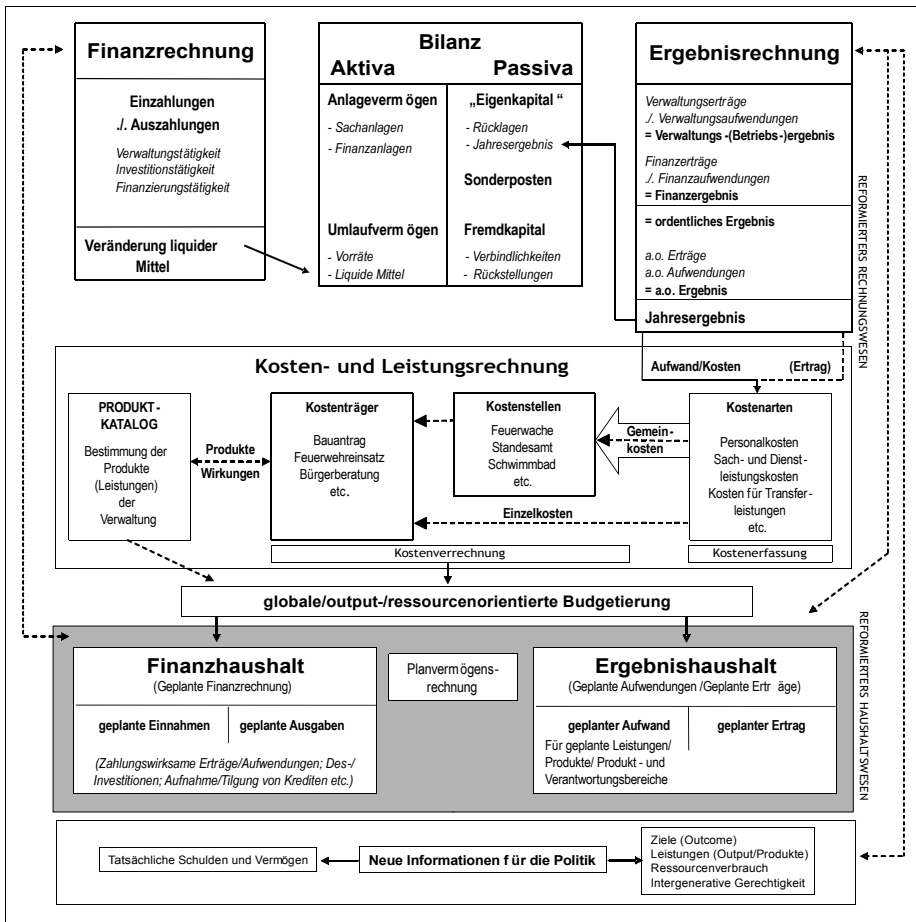 Finanzrechnung
Einzahlungen
./. Auszahlungen
Verwaltungstätigkeit
Investitionstätigkeit
Finanzierungstätigkeit
Veränderung liquider
Mittel
Bilanz
Aktiva Passiva
Anlageverm ögen
- Sachanlagen
- Finanzanlagen
Umlaufverm ögen
- Vorräte
- Liquide Mittel
„Eigenkapital “
- Rücklagen
- Jahresergebnis
Sonderposten
Fremdkapital
- Verbindlichkeiten
- Rückstellungen
Ergebnisrechnung
Verwaltungserträge
./. Verwaltungsaufwendungen
= Verwaltungs -(Betriebs-)ergebnis
Finanzerträge
./. Finanzaufwendungen
= Finanzergebnis
= ordentliches Ergebnis
a.o. Erträge
a.o. Aufwendungen
= a.o. Ergebnis
Jahresergebnis
REFORMIERTERS RECHNUNGSWESEN
Kosten- und Leistungsrechnung
Aufwand/Kosten (Ertrag)
PRODUKT-
KATALOG
Bestimmung der
Produkte
(Leistungen)
der
Verwaltung
Produkte
Wirkungen
Kostenträger
Bauantrag
Feuerwehreinsatz
Bürgerberatung
etc.
Kostenstellen
Feuerwache
Standesamt
Schwimmbad
etc.
Gemein-
kosten
Einzelkosten
Kostenarten
Personalkosten
Sach- und Dienst-
leistungskosten
Kosten für Transfer-
leistungen
etc.
Kostenverrechnung
Kostenerfassung
globale/output-/ressourcenorientierte Budgetierung
Finanzhaushalt
(Geplante Finanzrechnung)
geplante Einnahmen geplante Ausgaben
(Zahlungswirksame Erträge/Aufwendungen; Des-/
Investitionen; Aufnahme/Tilgung von Krediten etc.)
Planverm ögens-
rechnung
Ergebnishaushalt
(Geplante Aufwendungen /Geplante Ertr äge)
geplanter Aufwand geplanter Ertrag
Für geplante Leistungen/
Produkte/ Produkt - und
Verantwortungsbereiche
REFORMIERTERS HAUSHALTSWESEN
Tatsächliche Schulden und Vermögen
Neue Informationen f ür die Politik
Ziele (Outcome)
Leistungen (Output/Produkte)
Ressourcenverbrauch
Intergenerative Gerechtigkeit